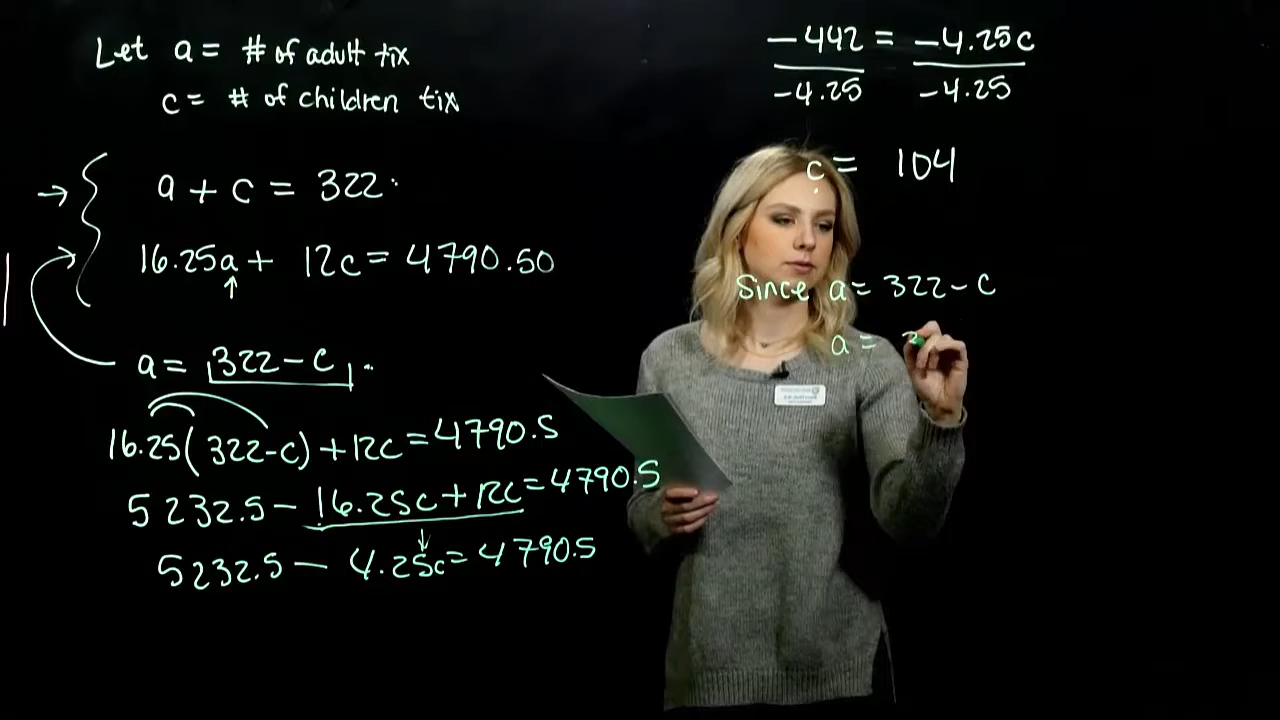 Let a = # of adult tix
c = # of children tix
a + c = 322
16.25a + 12c = 4790.50
a = 322 - c
16.25(322-c) + 12c = 4790.5
5232.5 - 16.25c + 12c = 4790.5
5232.5 - 4.25c = 4790.5
-442 = -4.25c
-4.25 -4.25
c = 104
Since a = 322 - c
a =